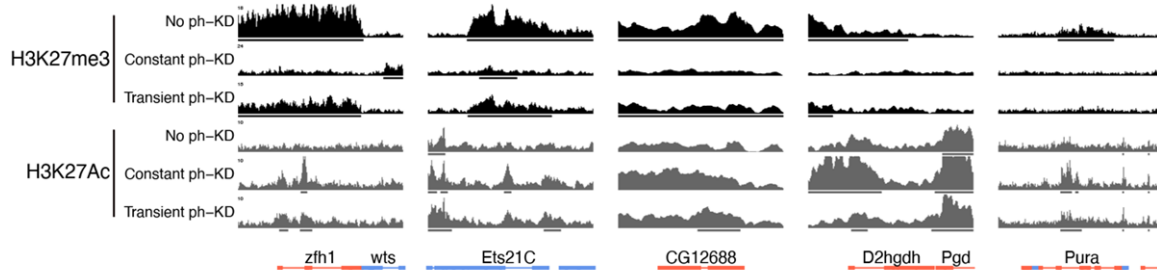 No ph−KD
H3K27me3
Constant ph−KD
Transient ph−KD
No ph−KD
H3K27Ac
Constant ph−KD
Transient ph−KD
zfh1 wts Ets21C CG12688 D2hgdh Pgd Pura